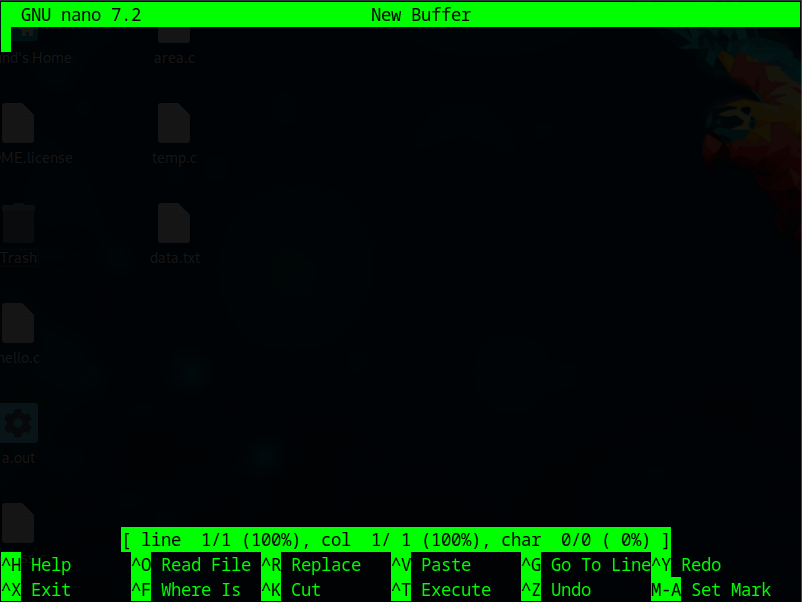 GNU nano 7.2 New Buffer
ind's Home area.c
ME.license temp.c
Trash data.txt
hello.c
a.out
[ line 1/1 (100%), col 1/ 1 (100%), char 0/0 ( 0%) ]
^H Help ^O Read File ^R Replace ^V Paste ^G Go To Line ^Y Redo
^X Exit ^F Where Is ^K Cut ^T Execute ^Z Undo M-A Set Mark